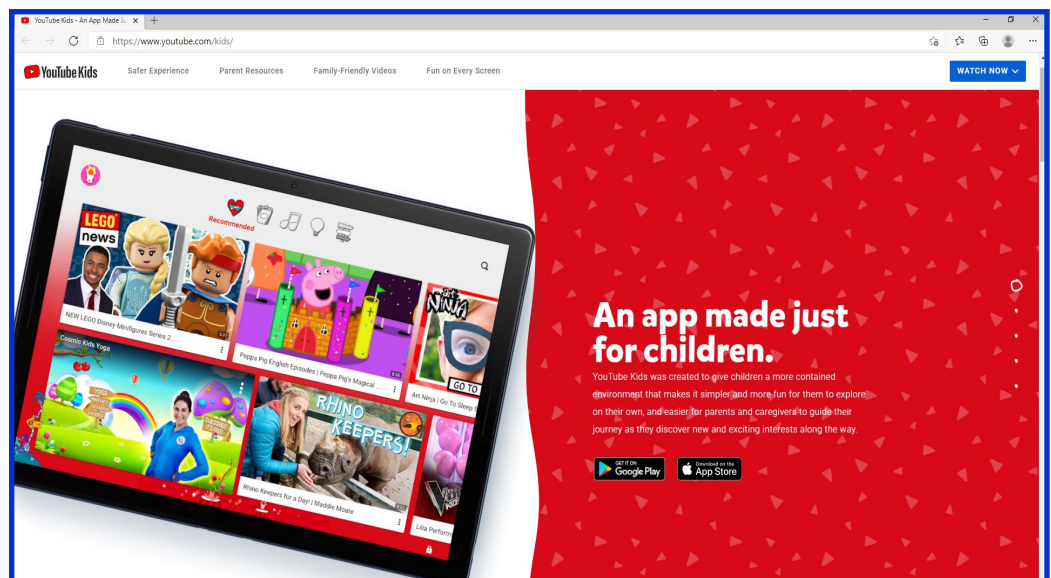 YouTube Kids - An App Made Ju
https://www.youtube.com/kids/
YouTube Kids
Safer Experience
Parent Resources
Family-Friendly Videos
Fun on Every Screen
WATCH NOW
Recommended
LEGO
news
NEW LEGO Disney Minifigures Series 2...
Peppa Pig English Episodes | Peppa Pig's Magical ...
Art Ninja
GO TO
Art Ninja | Go To Sleep
Cosmic Kids Yoga
RHINO
KEEPERS!
Rhino Keepers for a Day! | Maddie Moate
Lilia Perform
An app made just
for children.
YouTube Kids was created to give children a more contained
environment that makes it simpler and more fun for them to explore
on their own, and easier for parents and caregivers to guide their
journey as they discover new and exciting interests along the way.
GET IT ON
Google Play
Download on the
App Store